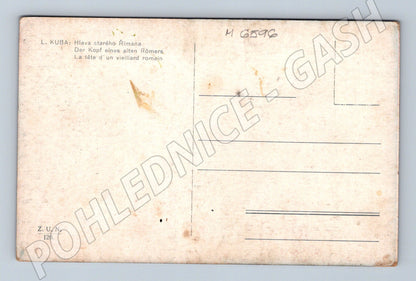 M 6596
L. KUBA: Hlava starého Římana.
Der Kopf eines alten Römers.
La tête d'un vieillard romain
POHLEDNICE - GASH
Z. U. N.